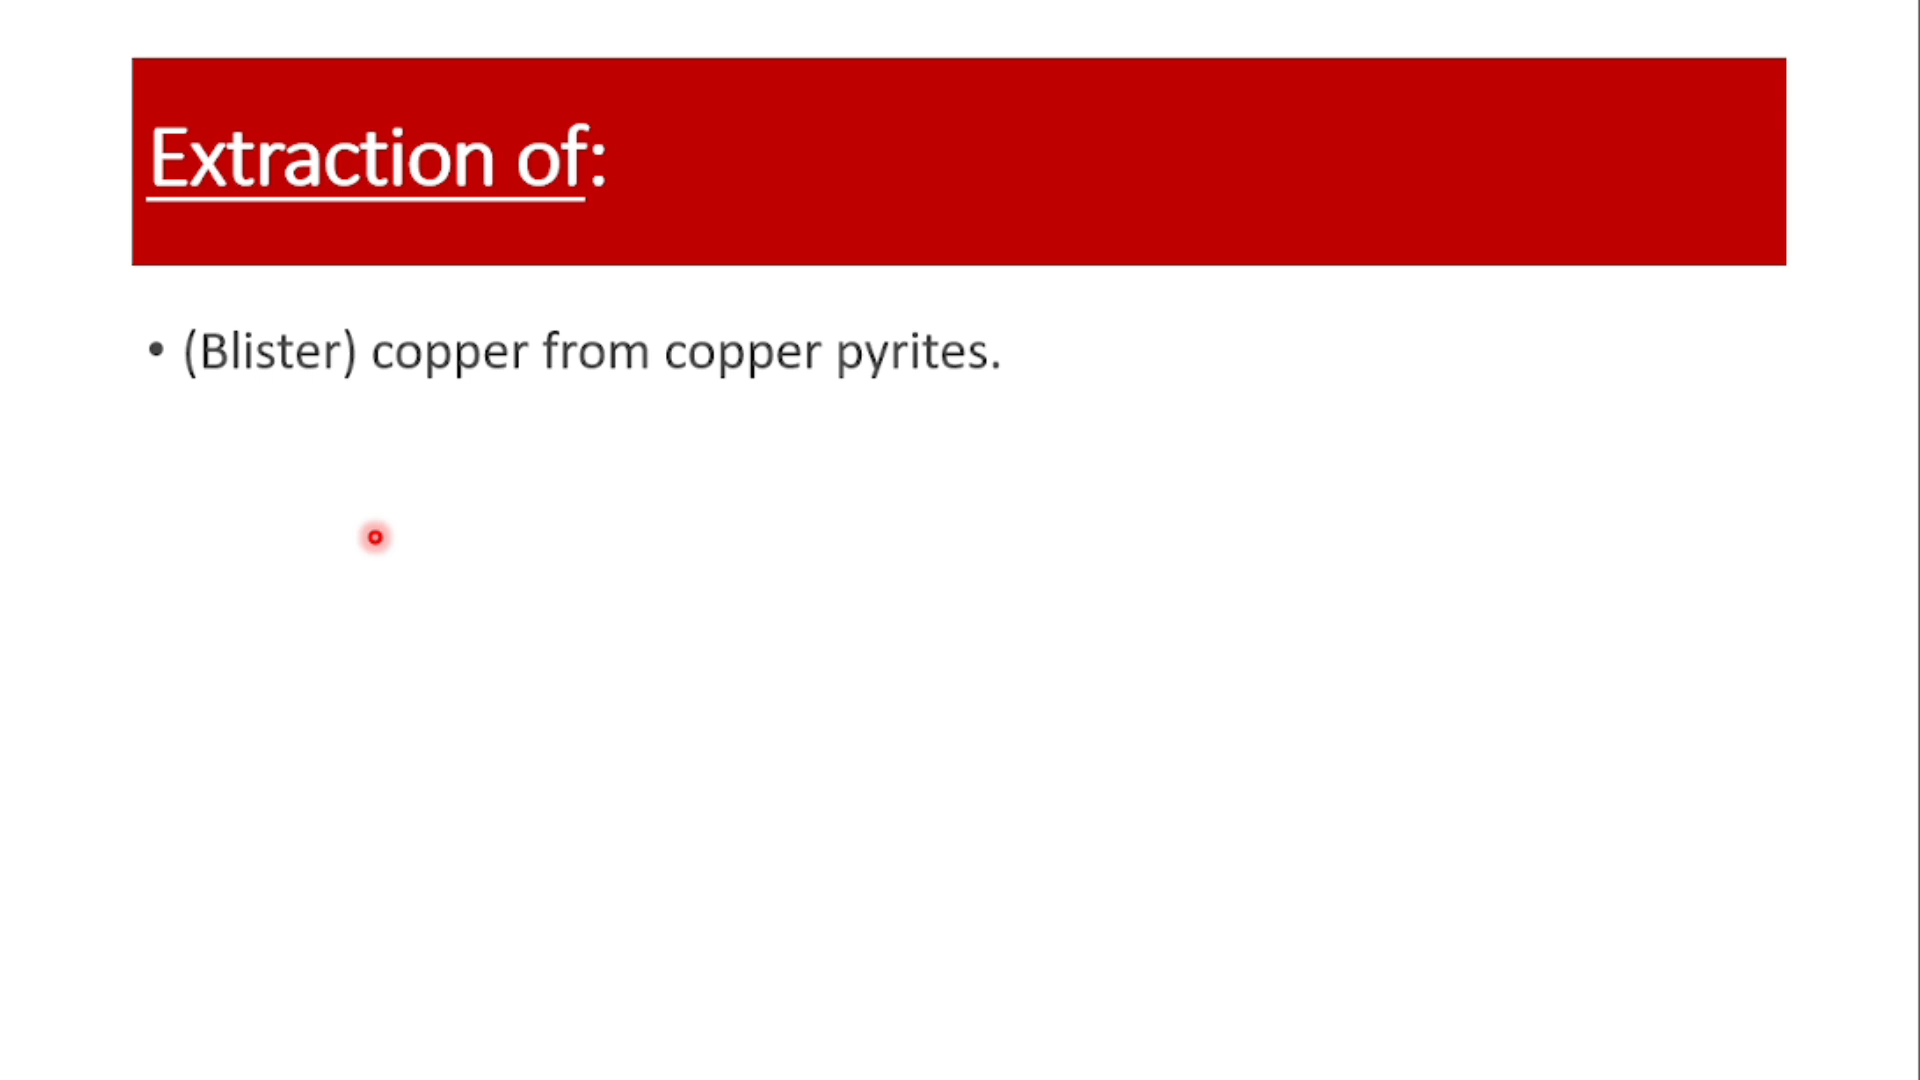 Extraction of:
• (Blister) copper from copper pyrites.